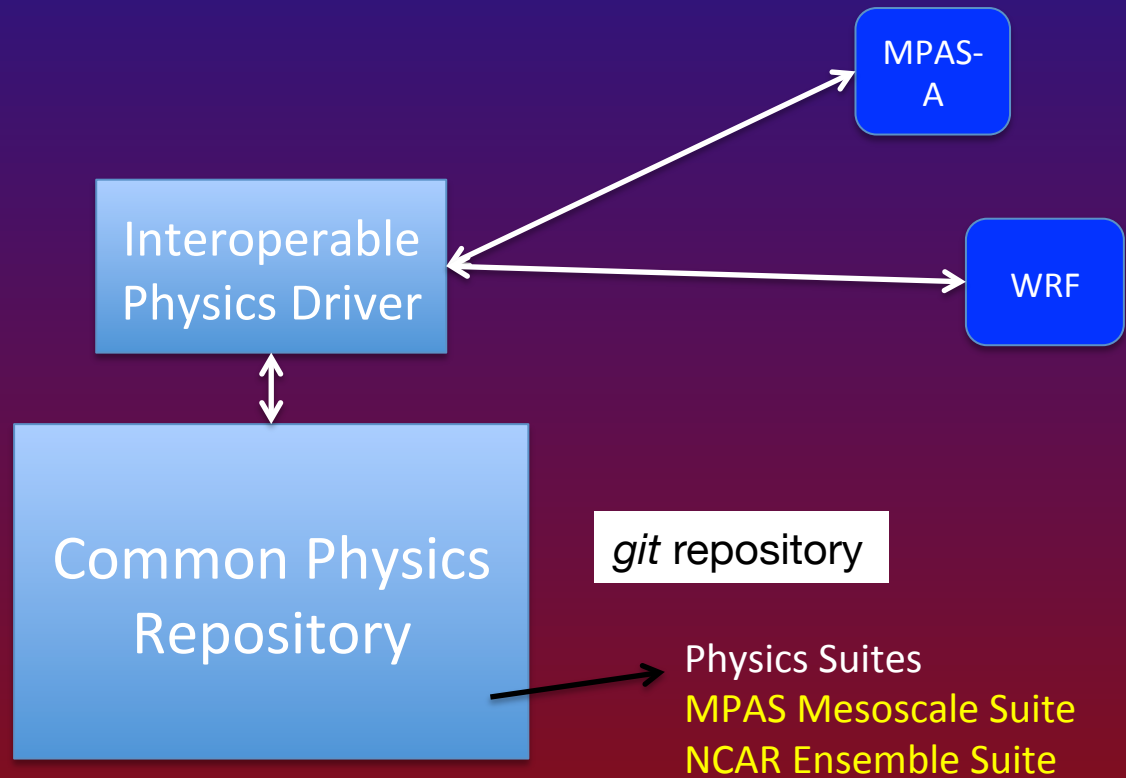 MPAS-
A
Interoperable
Physics Driver
WRF
Common Physics
Repository
git repository
Physics Suites
MPAS Mesoscale Suite
NCAR Ensemble Suite